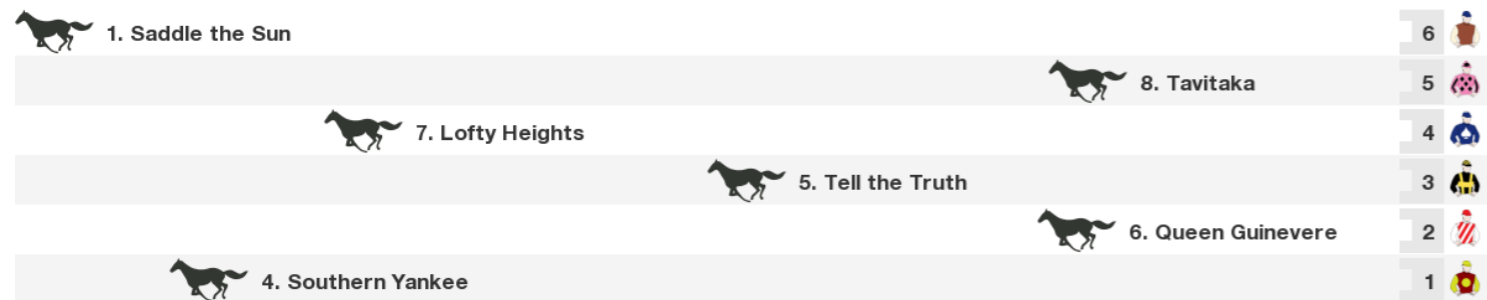 1. Saddle the Sun 6
8. Tavitaka 5
7. Lofty Heights 4
5. Tell the Truth 3
6. Queen Guinevere 2
4. Southern Yankee 1